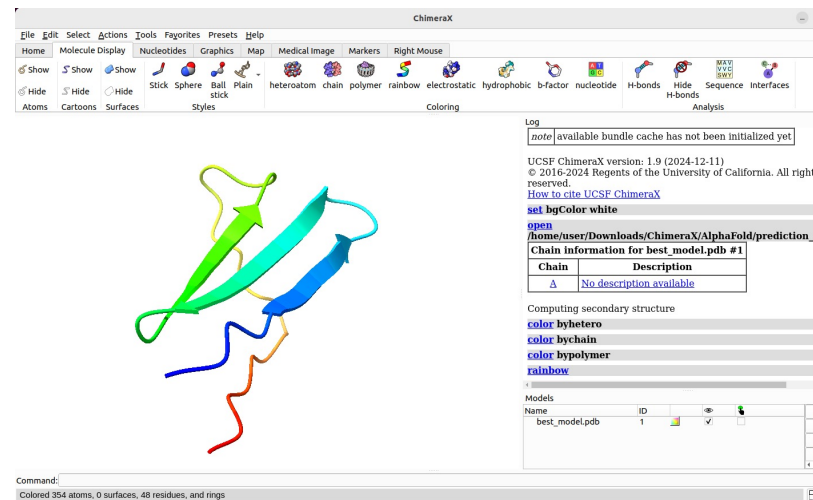 ChimeraX
File Edit Select Actions Tools Favorites Presets Help
Home Molecule Display Nucleotides Graphics Map Medical Image Markers Right Mouse
Show Show Show
Hide Hide Hide
Atoms Cartoons Surfaces
Stick Sphere Ball stick Plain
Styles
heteroatom chain polymer rainbow electrostatic hydrophobic b-factor nucleotide
Coloring
H-bonds Hide H-bonds Sequence Interfaces
Analysis
A T
G C
M A V
V V C
S W Y
Log
note available bundle cache has not been initialized yet
UCSF ChimeraX version: 1.9 (2024-12-11)
© 2016-2024 Regents of the University of California. All right
reserved.
How to cite UCSF ChimeraX
set bgColor white
open
/home/user/Downloads/ChimeraX/AlphaFold/prediction_
Chain information for best_model.pdb #1
Chain Description
A No description available
Computing secondary structure
color byhetero
color bychain
color bypolymer
rainbow
Models
Name ID
best_model.pdb 1
Command:
Colored 354 atoms, 0 surfaces, 48 residues, and rings